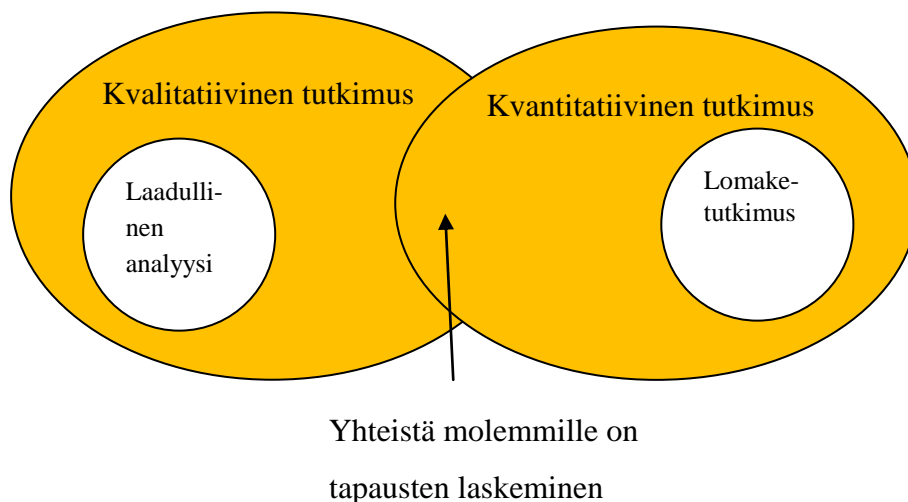 Kvalitatiivinen tutkimus
Kvantitatiivinen tutkimus
Laadulli-
nen
analyysi
Lomake-
tutkimus
Yhteistä molemmille on
tapausten laskeminen